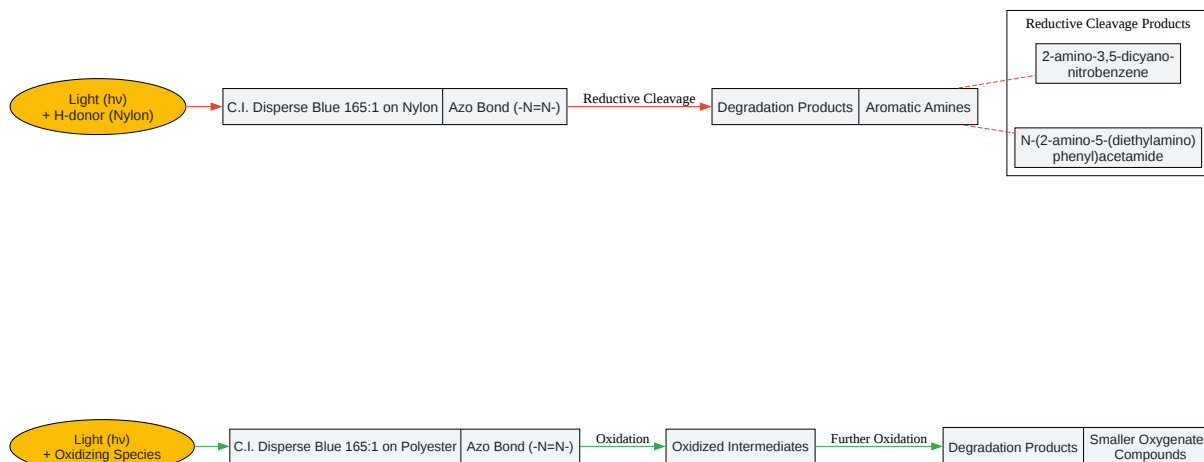 Reductive Cleavage Products
2-amino-3,5-dicyano-
nitrobenzene
Light (hν)
+ H-donor (Nylon)
C.I. Disperse Blue 165:1 on Nylon
Azo Bond (-N=N-)
Reductive Cleavage
Degradation Products
Aromatic Amines
N-(2-amino-5-(diethylamino)
phenyl)acetamide
Light (hν)
+ Oxidizing Species
C.I. Disperse Blue 165:1 on Polyester
Azo Bond (-N=N-)
Oxidation
Oxidized Intermediates
Further Oxidation
Degradation Products
Smaller Oxygenate
Compounds